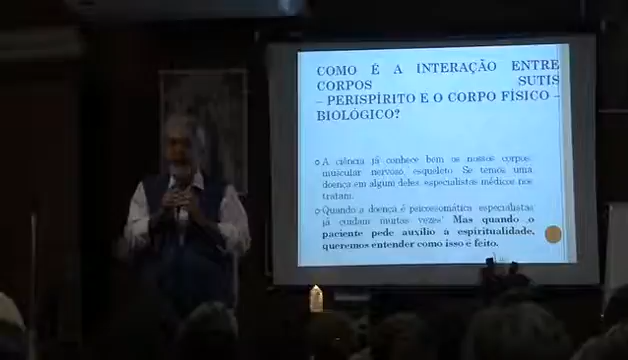 COMO É A INTERAÇÃO ENTRE
CORPOS SUTIS
– PERISPÍRITO E O CORPO FÍSICO –
BIOLÓGICO?
A ciência já conhece bem os nossos corpos:
muscular nervoso, esqueleto. Se temos uma
doença em algum deles especialistas médicos nos
tratam.
Quando a doença é psicossomática especialistas
já cuidam muitas vezes. Mas quando o
paciente pede auxílio a espiritualidade,
queremos entender como isso é feito.